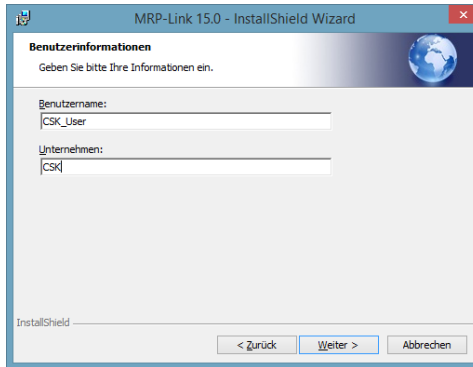 MRP-Link 15.0 - InstallShield Wizard
Benutzerinformationen
Geben Sie bitte Ihre Informationen ein.
Benutzername:
CSK_User
Unternehmen:
CSK
InstallShield
< Zurück Weiter > Abbrechen